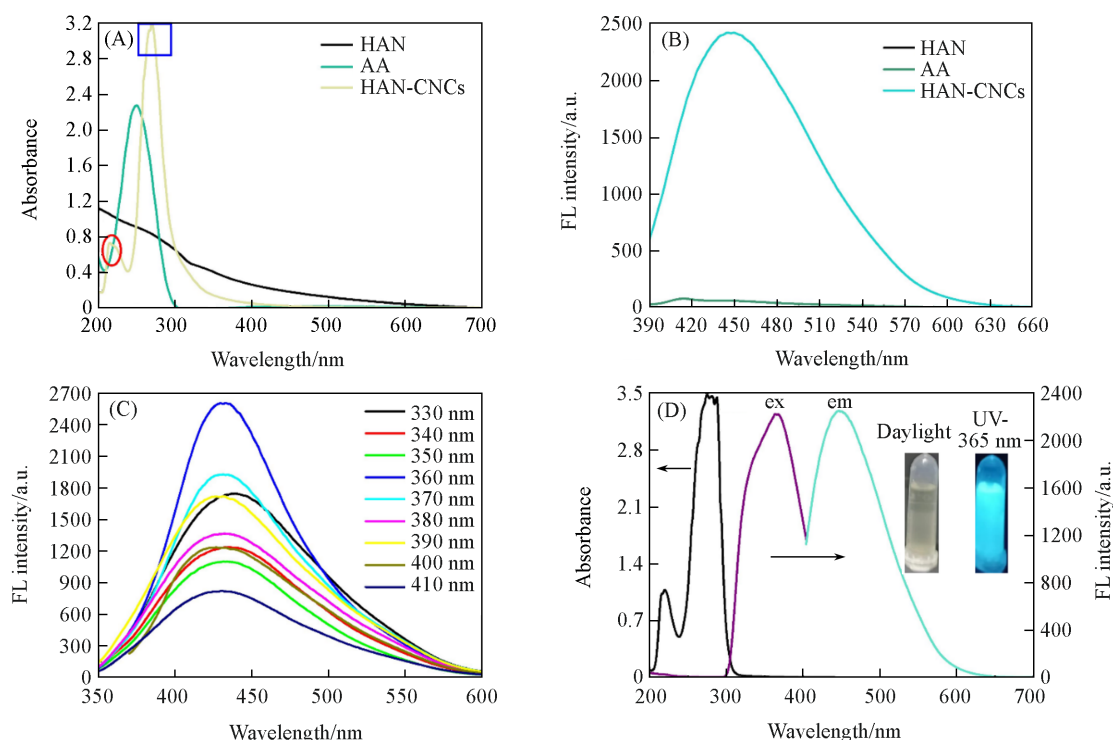 (A)
HAN
AA
HAN-CNCs
3.2
2.8
2.4
2.0
1.6
1.2
0.8
0.4
0
200 300 400 500 600 700
Absorbance
Wavelength/nm
(B)
HAN
AA
HAN-CNCs
2500
2000
1500
1000
500
0
390 420 450 480 510 540 570 600 630 660
FL intensity/a.u.
Wavelength/nm
(C)
330 nm
340 nm
350 nm
360 nm
370 nm
380 nm
390 nm
400 nm
410 nm
2700
2400
2100
1800
1500
1200
900
600
300
0
350 400 450 500 550 600
FL intensity/a.u.
Wavelength/nm
(D)
ex em
Daylight
UV-
365 nm
3.5
2.8
2.1
1.4
0.7
0
2400
2000
1600
1200
800
400
0
200 300 400 500 600 700
Absorbance
FL intensity/a.u.
Wavelength/nm